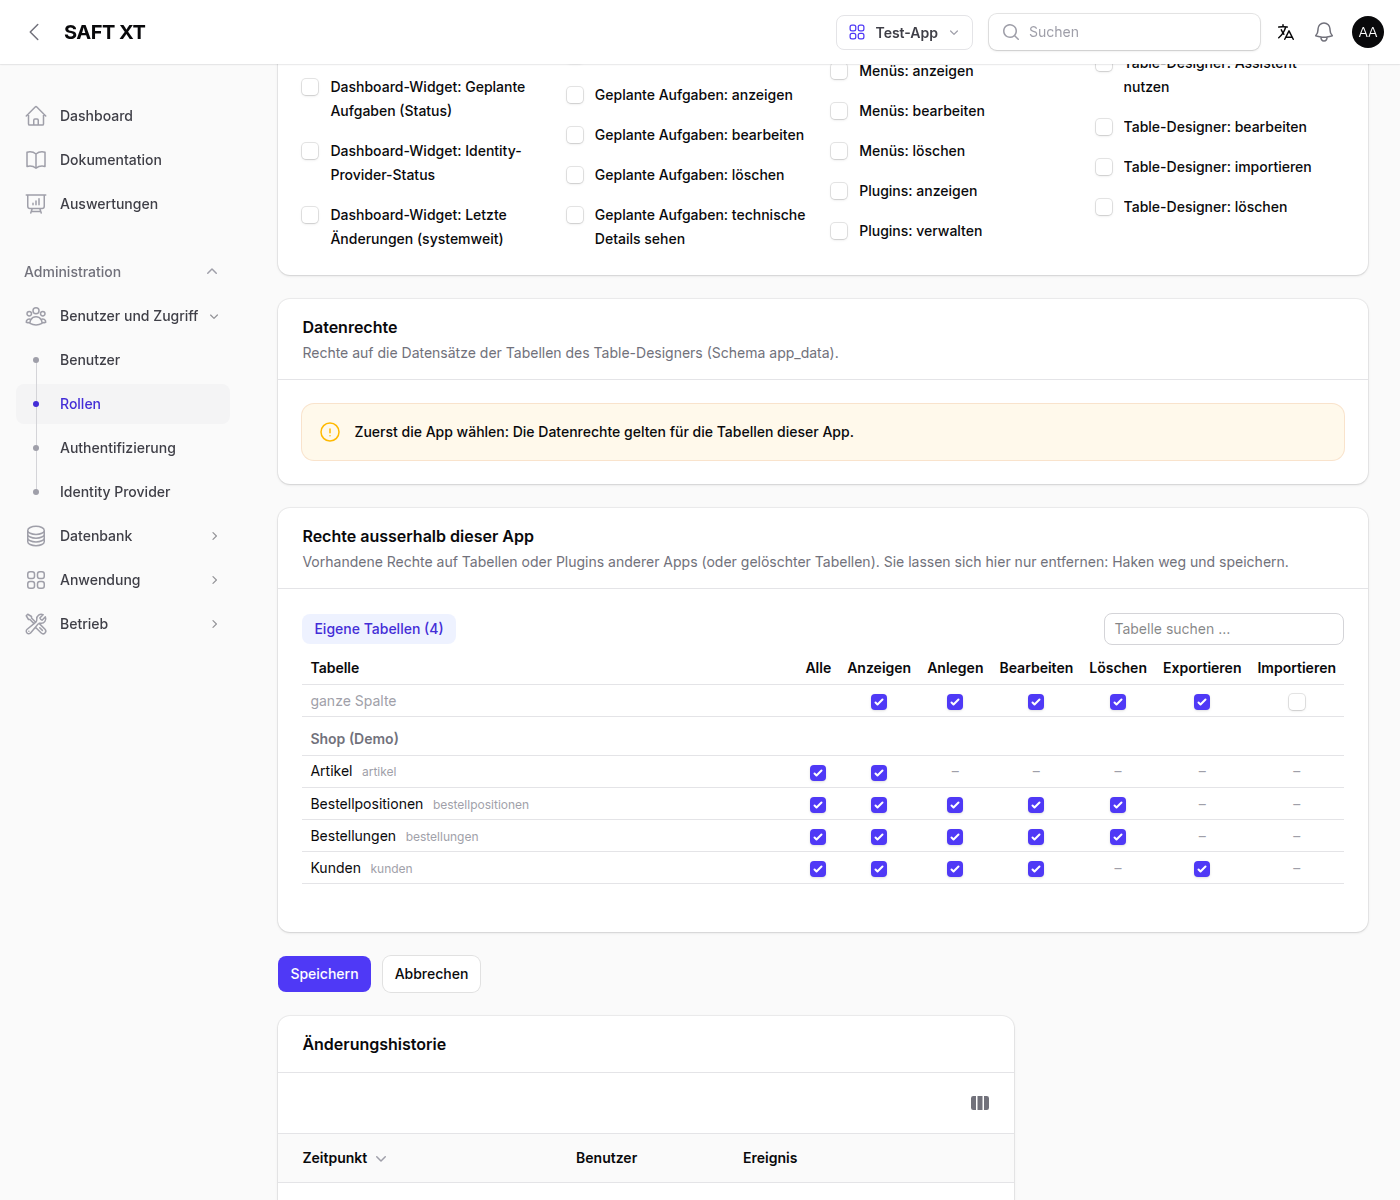 SAFT XT
Test-App
Suchen
AA
Dashboard
Dokumentation
Auswertungen
Administration
Benutzer und Zugriff
Benutzer
Rollen
Authentifizierung
Identity Provider
Datenbank
Anwendung
Betrieb
Dashboard-Widget: Geplante
Aufgaben (Status)
Dashboard-Widget: Identity-
Provider-Status
Dashboard-Widget: Letzte
Änderungen (systemweit)
Geplante Aufgaben: anzeigen
Geplante Aufgaben: bearbeiten
Geplante Aufgaben: löschen
Geplante Aufgaben: technische
Details sehen
Menüs: anzeigen
Menüs: bearbeiten
Menüs: löschen
Plugins: anzeigen
Plugins: verwalten
Table-Designer: Assistent
nutzen
Table-Designer: bearbeiten
Table-Designer: importieren
Table-Designer: löschen
Datenrechte
Rechte auf die Datensätze der Tabellen des Table-Designers (Schema app_data).
Zuerst die App wählen: Die Datenrechte gelten für die Tabellen dieser App.
Rechte ausserhalb dieser App
Vorhandene Rechte auf Tabellen oder Plugins anderer Apps (oder gelöschter Tabellen). Sie lassen sich hier nur entfernen: Haken weg und speichern.
Eigene Tabellen (4)
Tabelle suchen ...
Tabelle Alle Anzeigen Anlegen Bearbeiten Löschen Exportieren Importieren
ganze Spalte
Shop (Demo)
Artikel artikel – – – – –
Bestellpositionen bestellpositionen – –
Bestellungen bestellungen – –
Kunden kunden – –
Speichern
Abbrechen
Änderungshistorie
Zeitpunkt Benutzer Ereignis